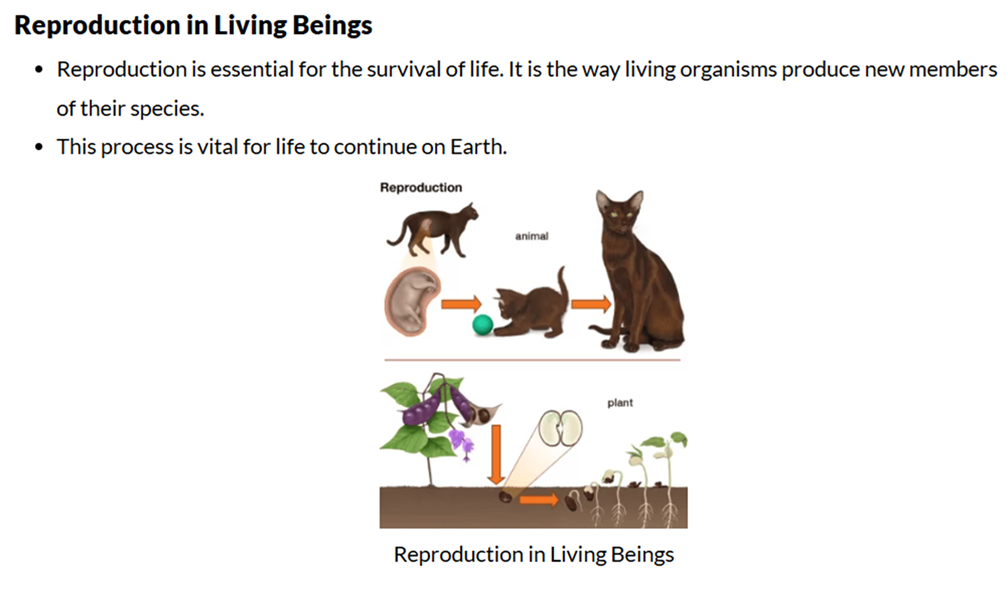 Reproduction in Living Beings
• Reproduction is essential for the survival of life. It is the way living organisms produce new members
of their species.
• This process is vital for life to continue on Earth.
Reproduction
animal
plant
Reproduction in Living Beings